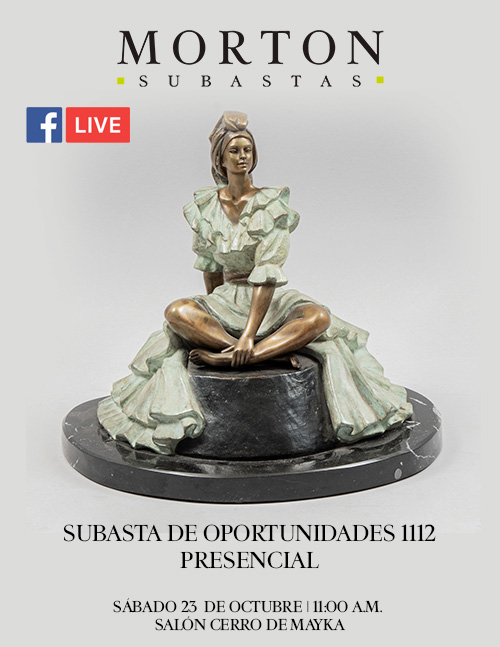 MORTON
SUBASTAS
f LIVE
SUBASTA DE OPORTUNIDADES 1112
PRESENCIAL
SÁBADO 23 DE OCTUBRE | 11:00 A.M.
SALÓN CERRO DE MAYKA